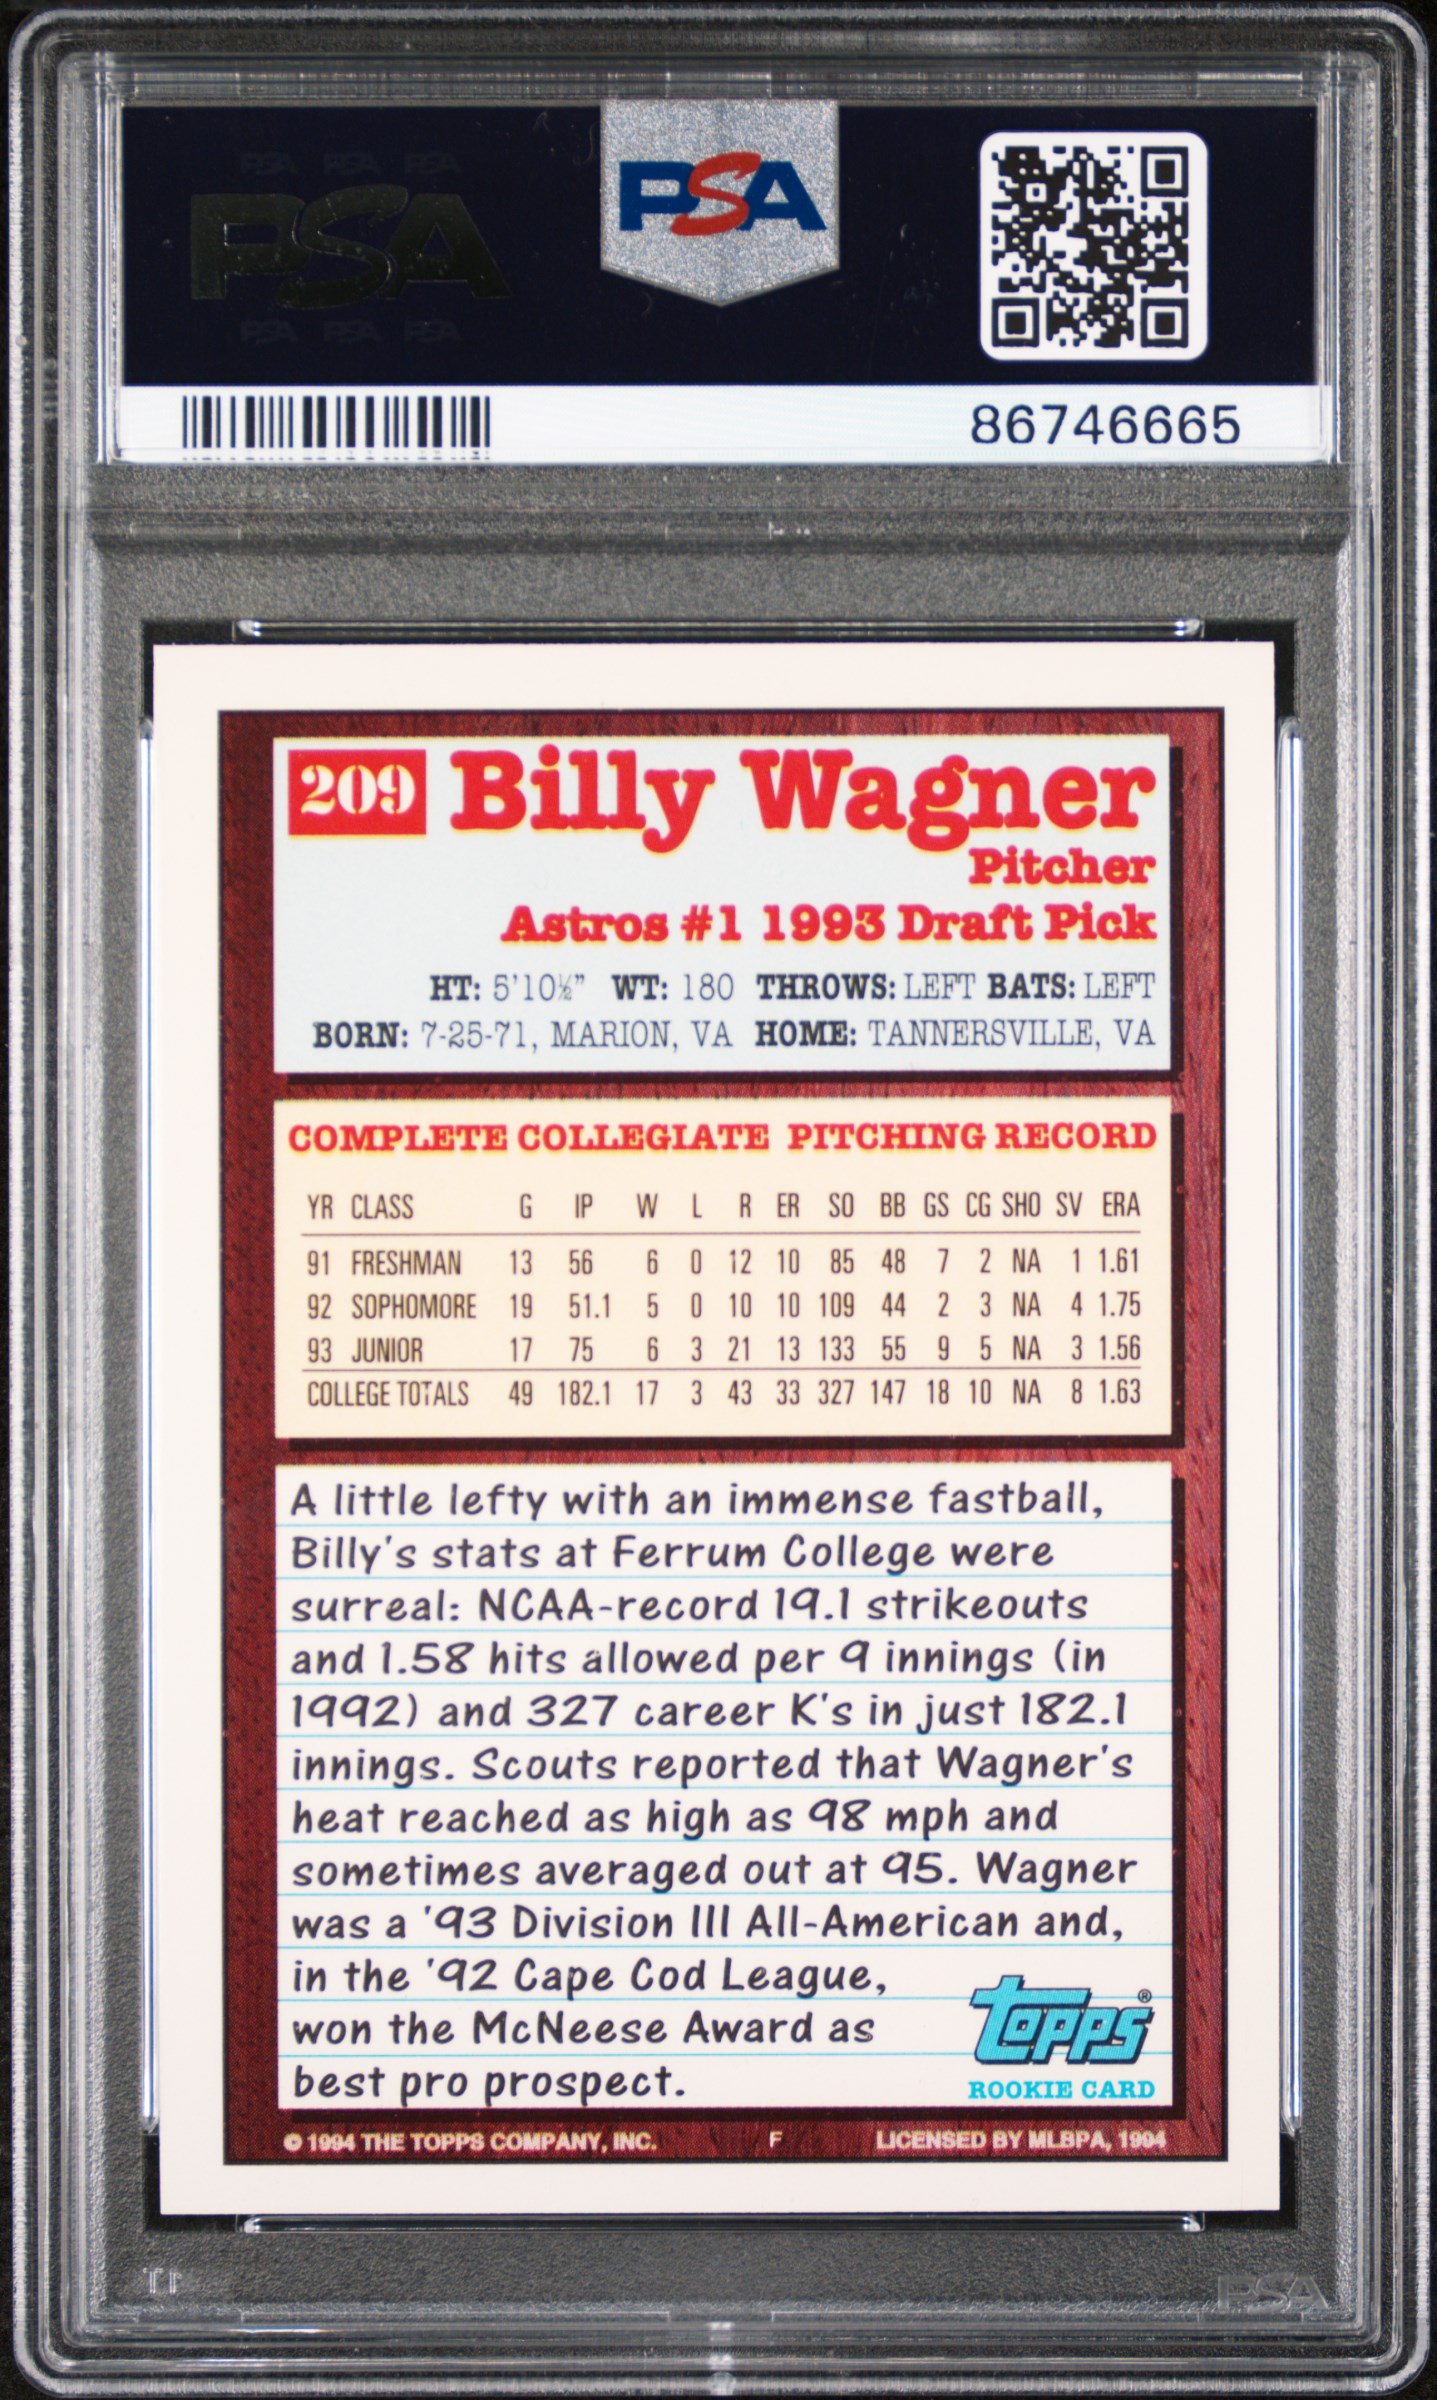 PSA PSA PSA
PSA
PSA PSA PSA
PSA
86746665
209 Billy Wagner
Pitcher
Astros #1 1993 Draft Pick
HT: 5'10½" WT: 180 THROWS: LEFT BATS: LEFT
BORN: 7-25-71, MARION, VA HOME: TANNERSVILLE, VA
COMPLETE COLLEGIATE PITCHING RECORD
YR CLASS G IP W L R ER SO BB GS CG SHO SV ERA
91 FRESHMAN 13 56 6 0 12 10 85 48 7 2 NA 1 1.61
92 SOPHOMORE 19 51.1 5 0 10 10 109 44 2 3 NA 4 1.75
93 JUNIOR 17 75 6 3 21 13 133 55 9 5 NA 3 1.56
COLLEGE TOTALS 49 182.1 17 3 43 33 327 147 18 10 NA 8 1.63
A little lefty with an immense fastball,
Billy's stats at Ferrum College were
surreal: NCAA-record 19.1 strikeouts
and 1.58 hits allowed per 9 innings (in
1992) and 327 career K's in just 182.1
innings. Scouts reported that Wagner's
heat reached as high as 98 mph and
sometimes averaged out at 95. Wagner
was a '93 Division III All-American and,
in the '92 Cape Cod League,
won the McNeese Award as
best pro prospect.
Topps®
ROOKIE CARD
© 1994 THE TOPPS COMPANY, INC. F LICENSED BY MLBPA, 1994
PSA